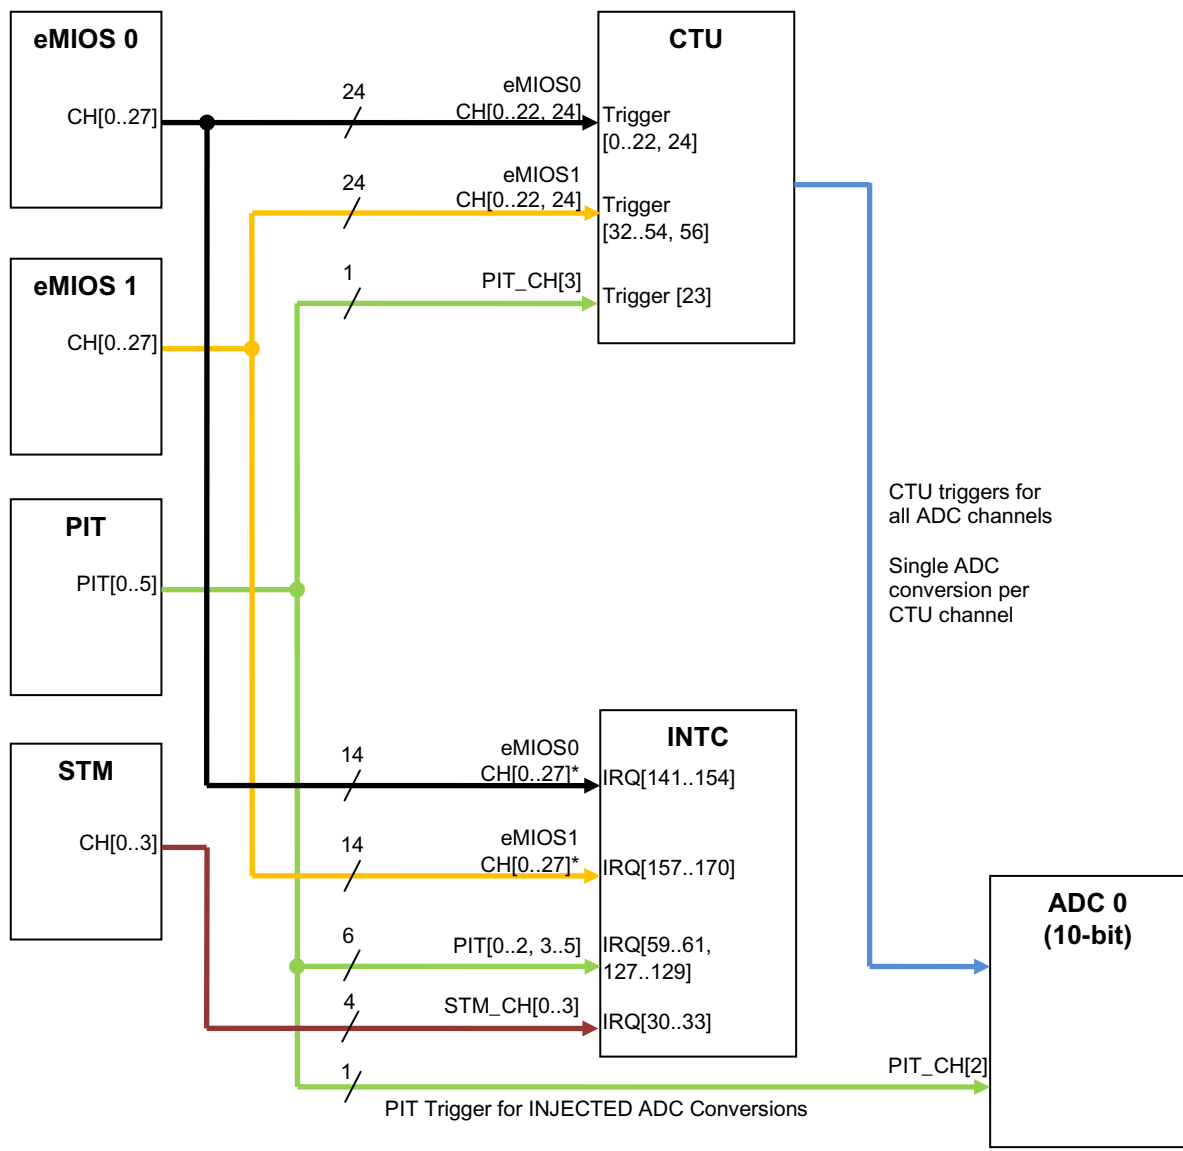 eMIOS 0
CH[0..27]
eMIOS 1
CH[0..27]
PIT
PIT[0..5]
STM
CH[0..3]
24
eMIOS0
CH[0..22, 24]
24
eMIOS1
CH[0..22, 24]
1
PIT_CH[3]
CTU
Trigger
[0..22, 24]
Trigger
[32..54, 56]
Trigger [23]
CTU triggers for
all ADC channels
Single ADC
conversion per
CTU channel
14
eMIOS0
CH[0..27]*
14
eMIOS1
CH[0..27]*
6
PIT[0..2, 3..5]
4
STM_CH[0..3]
INTC
IRQ[141..154]
IRQ[157..170]
IRQ[59..61,
127..129]
IRQ[30..33]
1
PIT Trigger for INJECTED ADC Conversions
PIT_CH[2]
ADC 0
(10-bit)